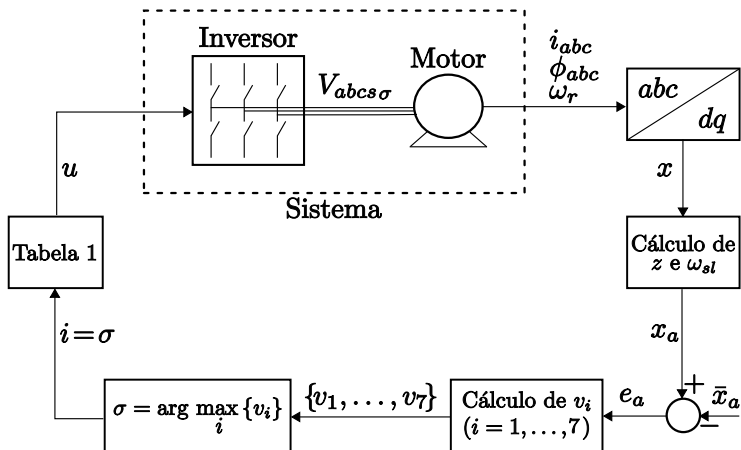 Inversor
Motor
V_{abcs σ}
i_{abc}
ϕ_{abc}
ω_r
abc
dq
Sistema
u
x
Tabela 1
Cálculo de
z e ω_{sl}
x_a
i = σ
+
x̄_a
−
e_a
{v_1, . . . , v_7}
σ = arg max {v_i}
i
Cálculo de v_i
(i = 1, . . . ,7)